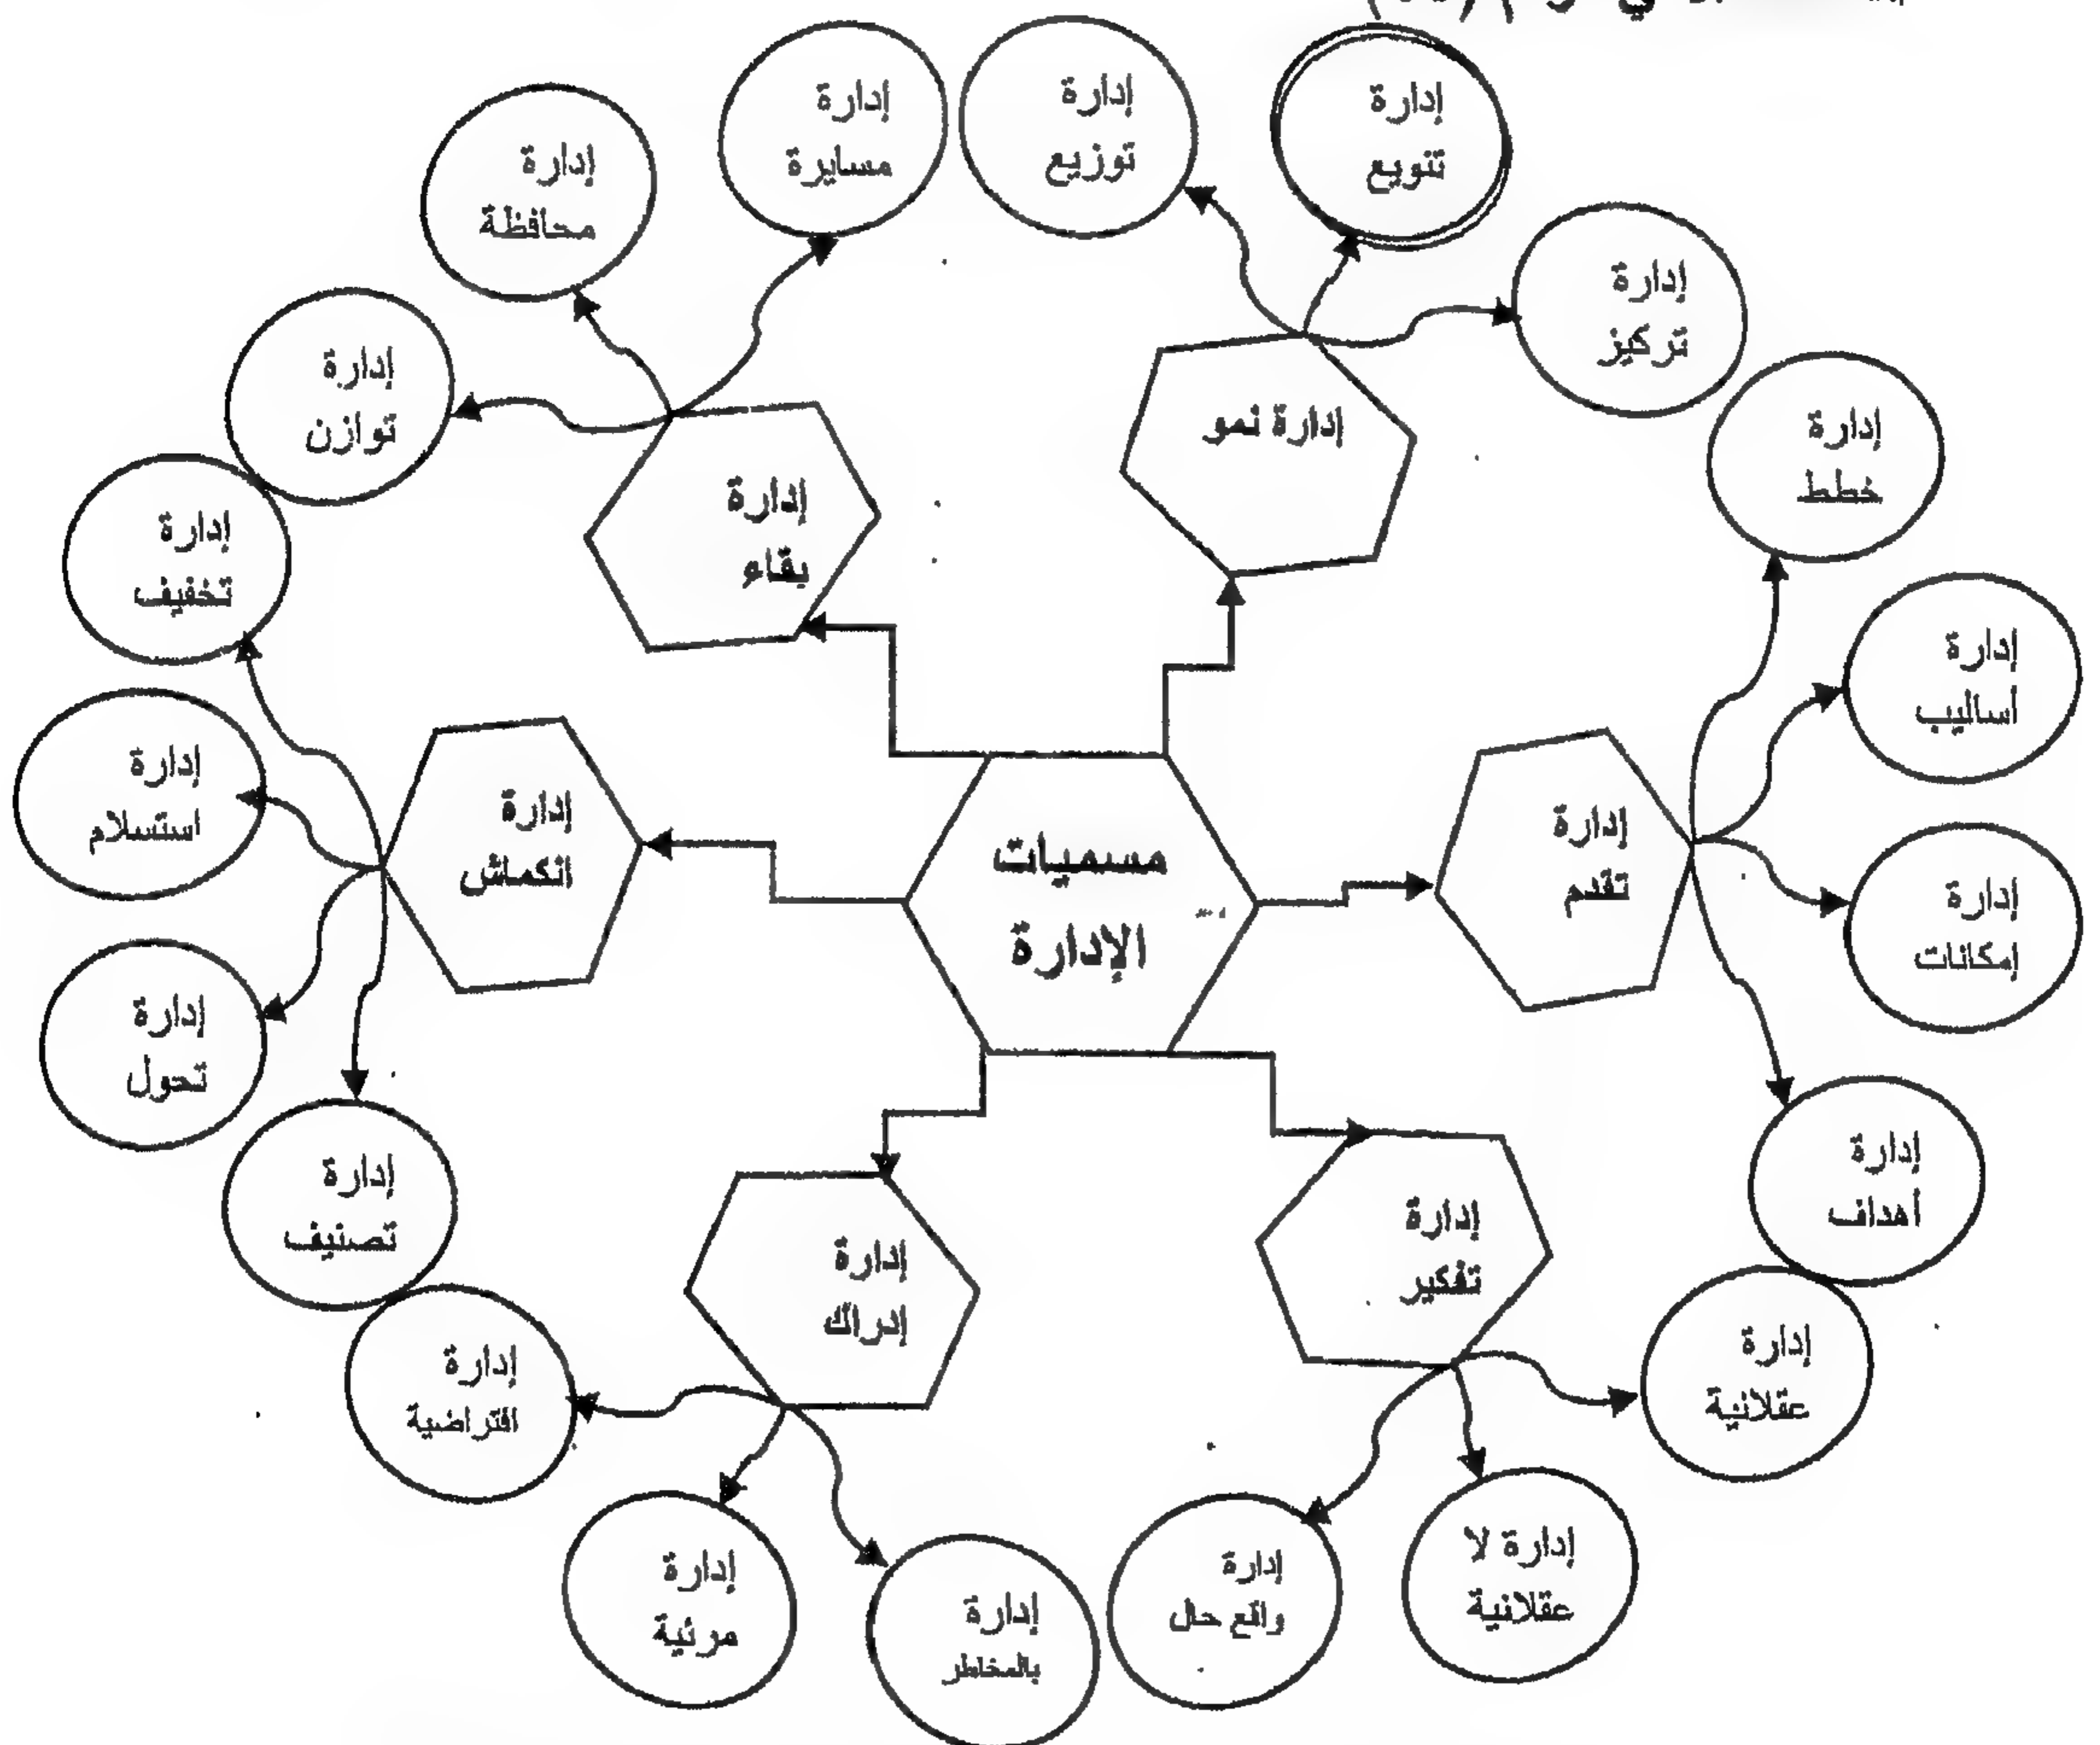 مسميات
الإدارة
إدارة نمو
إدارة
توزيع
إدارة
تنويع
إدارة
تركيز
إدارة
تقدم
إدارة
خطط
إدارة
أساليب
إدارة
إمكانات
إدارة
أهداف
إدارة
تفكير
إدارة
عقلانية
إدارة لا
عقلانية
إدارة
واقع حال
إدارة
إدراك
إدارة
بالمخاطر
إدارة
مرئية
إدارة
افتراضية
إدارة
انكماش
إدارة
تصنيف
إدارة
تحول
إدارة
استسلام
إدارة
تخفيف
إدارة
بقاء
إدارة
توازن
إدارة
محافظة
إدارة
مسايرة